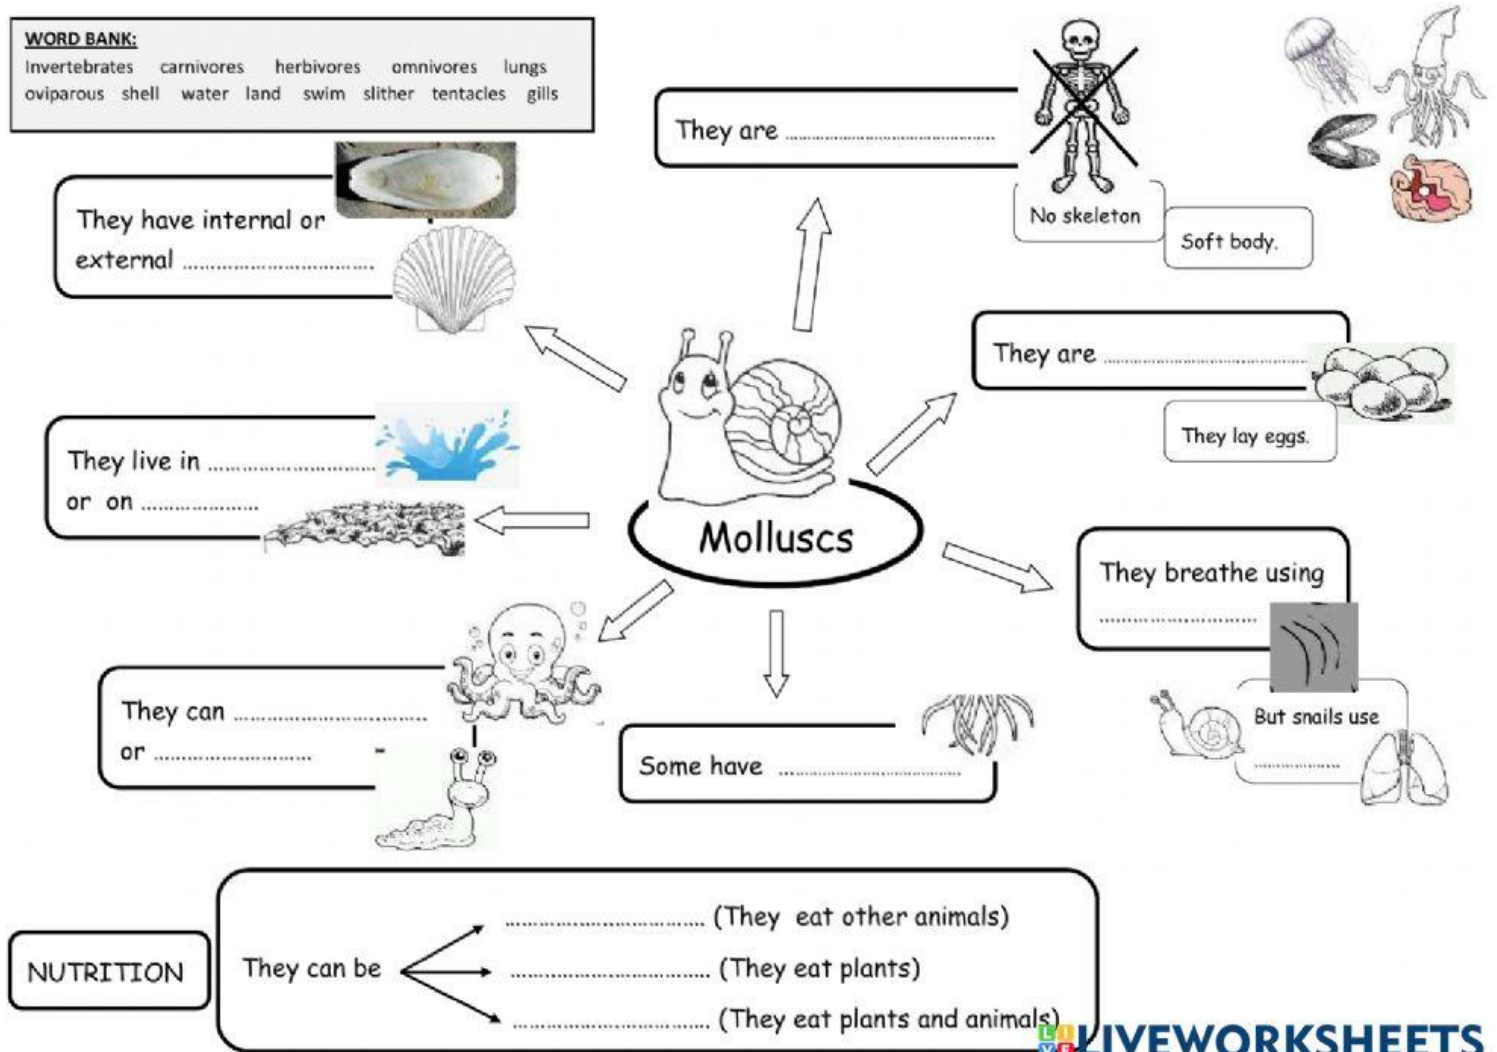 WORD BANK:
Invertebrates carnivores herbivores omnivores lungs
oviparous shell water land swim slither tentacles gills
They are ........................................
No skeleton
Soft body.
They have internal or
external ....................................
They are ........................................
They lay eggs.
They live in ................................
or on ......................
Molluscs
They breathe using
..............................
But snails use
.................
They can .....................................
or ..............................
Some have ...................................
NUTRITION
They can be
...................................... (They eat other animals)
...................................... (They eat plants)
...................................... (They eat plants and animals)
LIVEWORKSHEETS